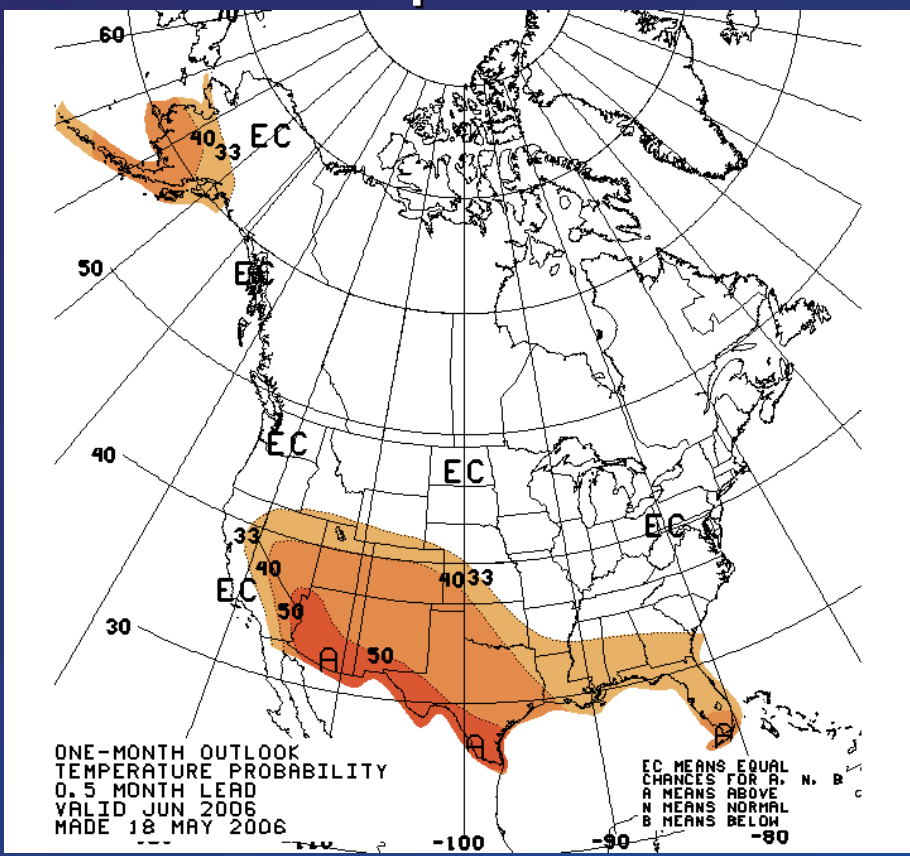 60
70
EC
40
33
50
EC
EC
40
EC
EC
33
40
40 33
EC
50
30
50
A
A
A
ONE-MONTH OUTLOOK
TEMPERATURE PROBABILITY
0.5 MONTH LEAD
VALID JUN 2006
MADE 18 MAY 2006
EC MEANS EQUAL
CHANCES FOR A, N, B
A MEANS ABOVE
N MEANS NORMAL
B MEANS BELOW
-110
-100
-90
-80